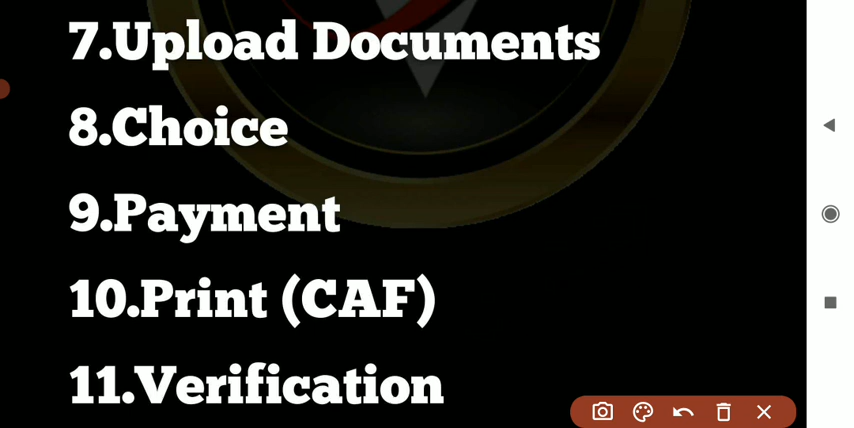 7.Upload Documents
8.Choice
9.Payment
10.Print (CAF)
11.Verification